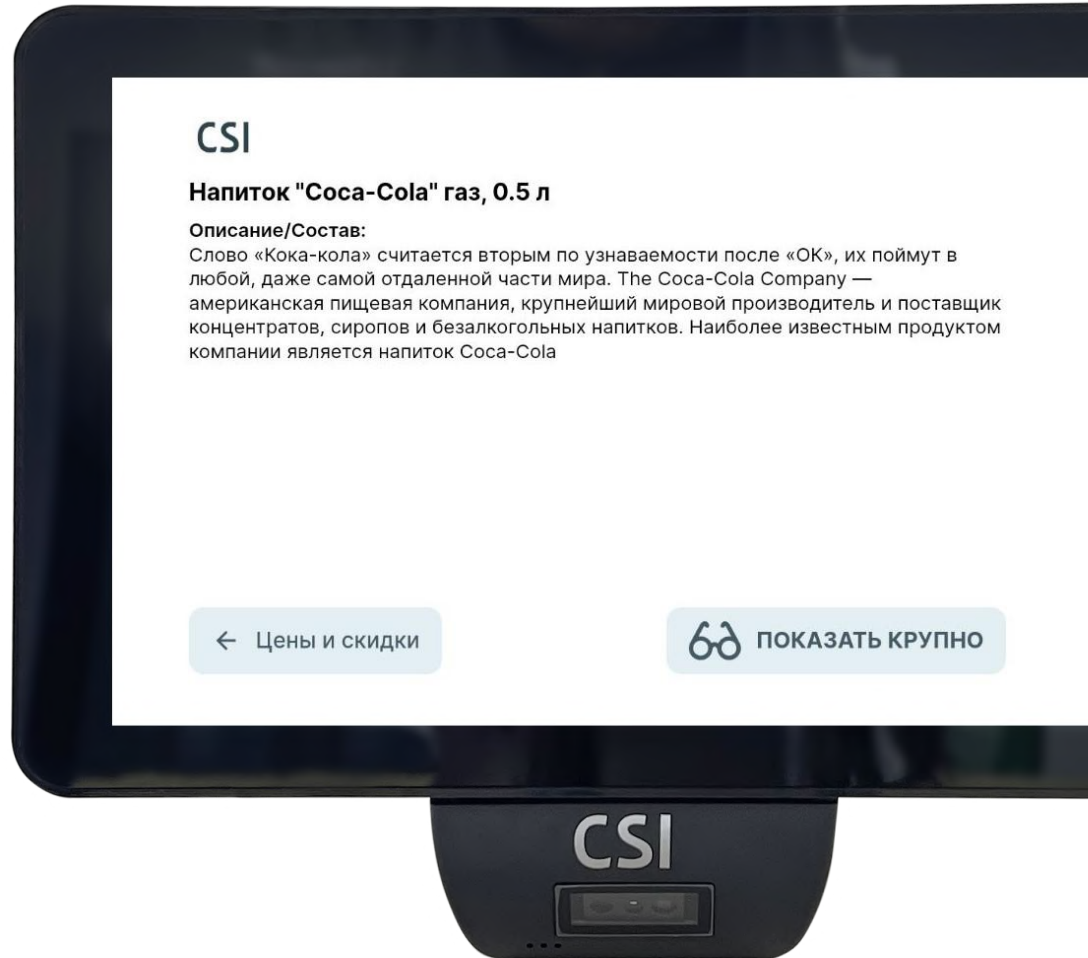 CSI
Напиток "Coca-Cola" газ, 0.5 л
Описание/Состав:
Слово «Кока-кола» считается вторым по узнаваемости после «ОК», их поймут в
любой, даже самой отдаленной части мира. The Coca-Cola Company —
американская пищевая компания, крупнейший мировой производитель и поставщик
концентратов, сиропов и безалкогольных напитков. Наиболее известным продуктом
компании является напиток Coca-Cola
← Цены и скидки
ПОКАЗАТЬ КРУПНО
CSI